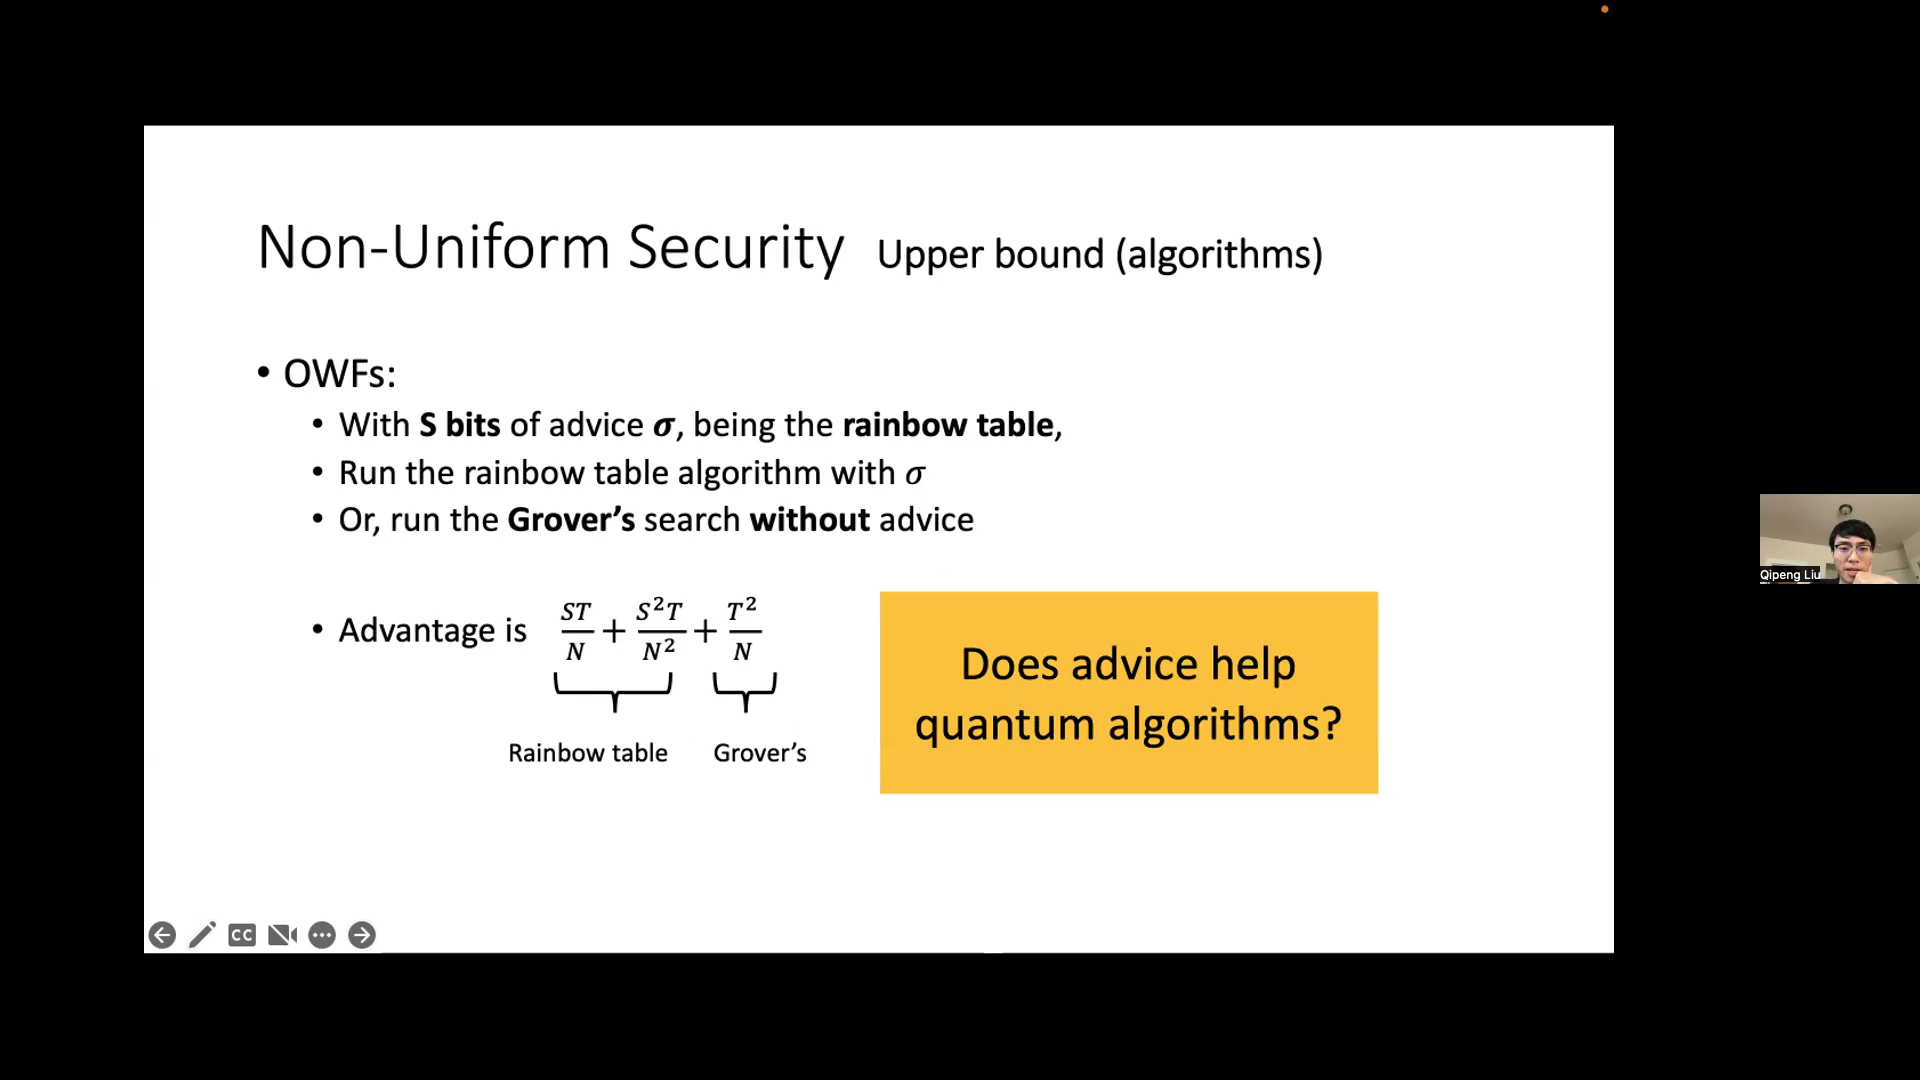 Non-Uniform Security Upper bound (algorithms)
• OWFs:
• With S bits of advice σ, being the rainbow table,
• Run the rainbow table algorithm with σ
• Or, run the Grover's search without advice
• Advantage is ST/N + S²T/N² + T²/N
Rainbow table Grover's
Does advice help
quantum algorithms?
CC
Qipeng Liu